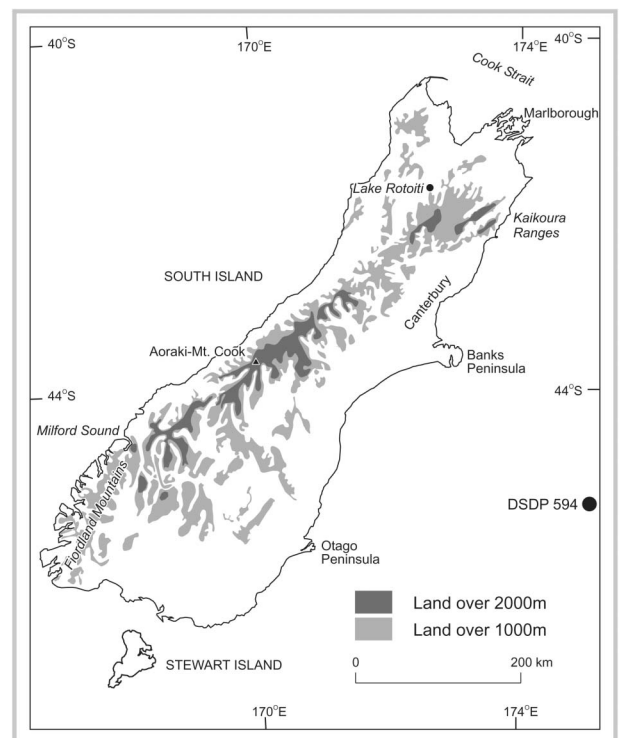 40°S
170°E
174°E
40°S
Cook Strait
Marlborough
Lake Rotoiti
Kaikoura
Ranges
SOUTH ISLAND
Canterbury
Aoraki-Mt. Cook
Banks
Peninsula
44°S
44°S
Milford Sound
Fiordland Mountains
DSDP 594
Otago
Peninsula
Land over 2000m
Land over 1000m
0
200 km
STEWART ISLAND
170°E
174°E